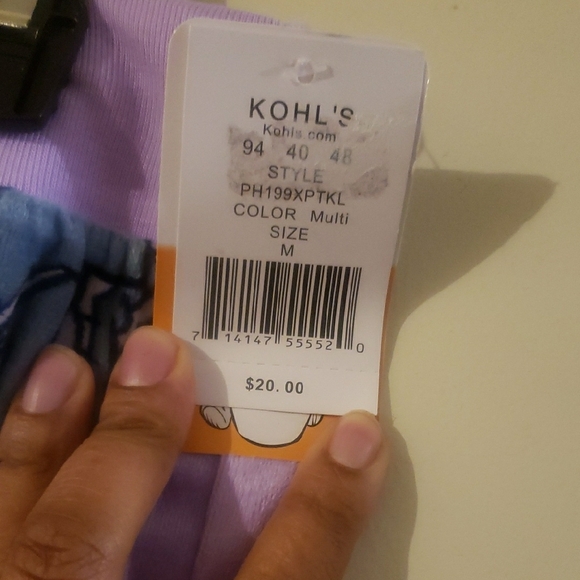 KOHL'S
Kohls.com
94 40 48
STYLE
PH199XPTKL
COLOR Multi
SIZE
M
7 14147 55552 0
$20.00